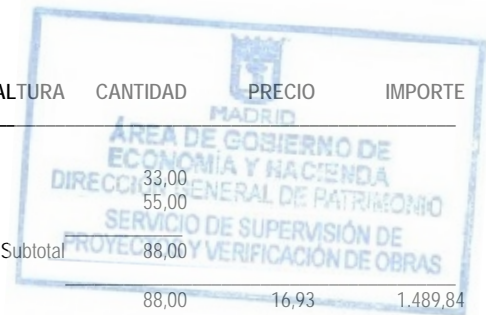 ALTURA CANTIDAD PRECIO IMPORTE
MADRID
ÁREA DE GOBIERNO DE
ECONOMÍA Y HACIENDA
33,00
DIRECCIÓN GENERAL DE PATRIMONIO
55,00
SERVICIO DE SUPERVISIÓN DE
Subtotal 88,00
PROYECTOS Y VERIFICACIÓN DE OBRAS
88,00 16,93 1.489,84